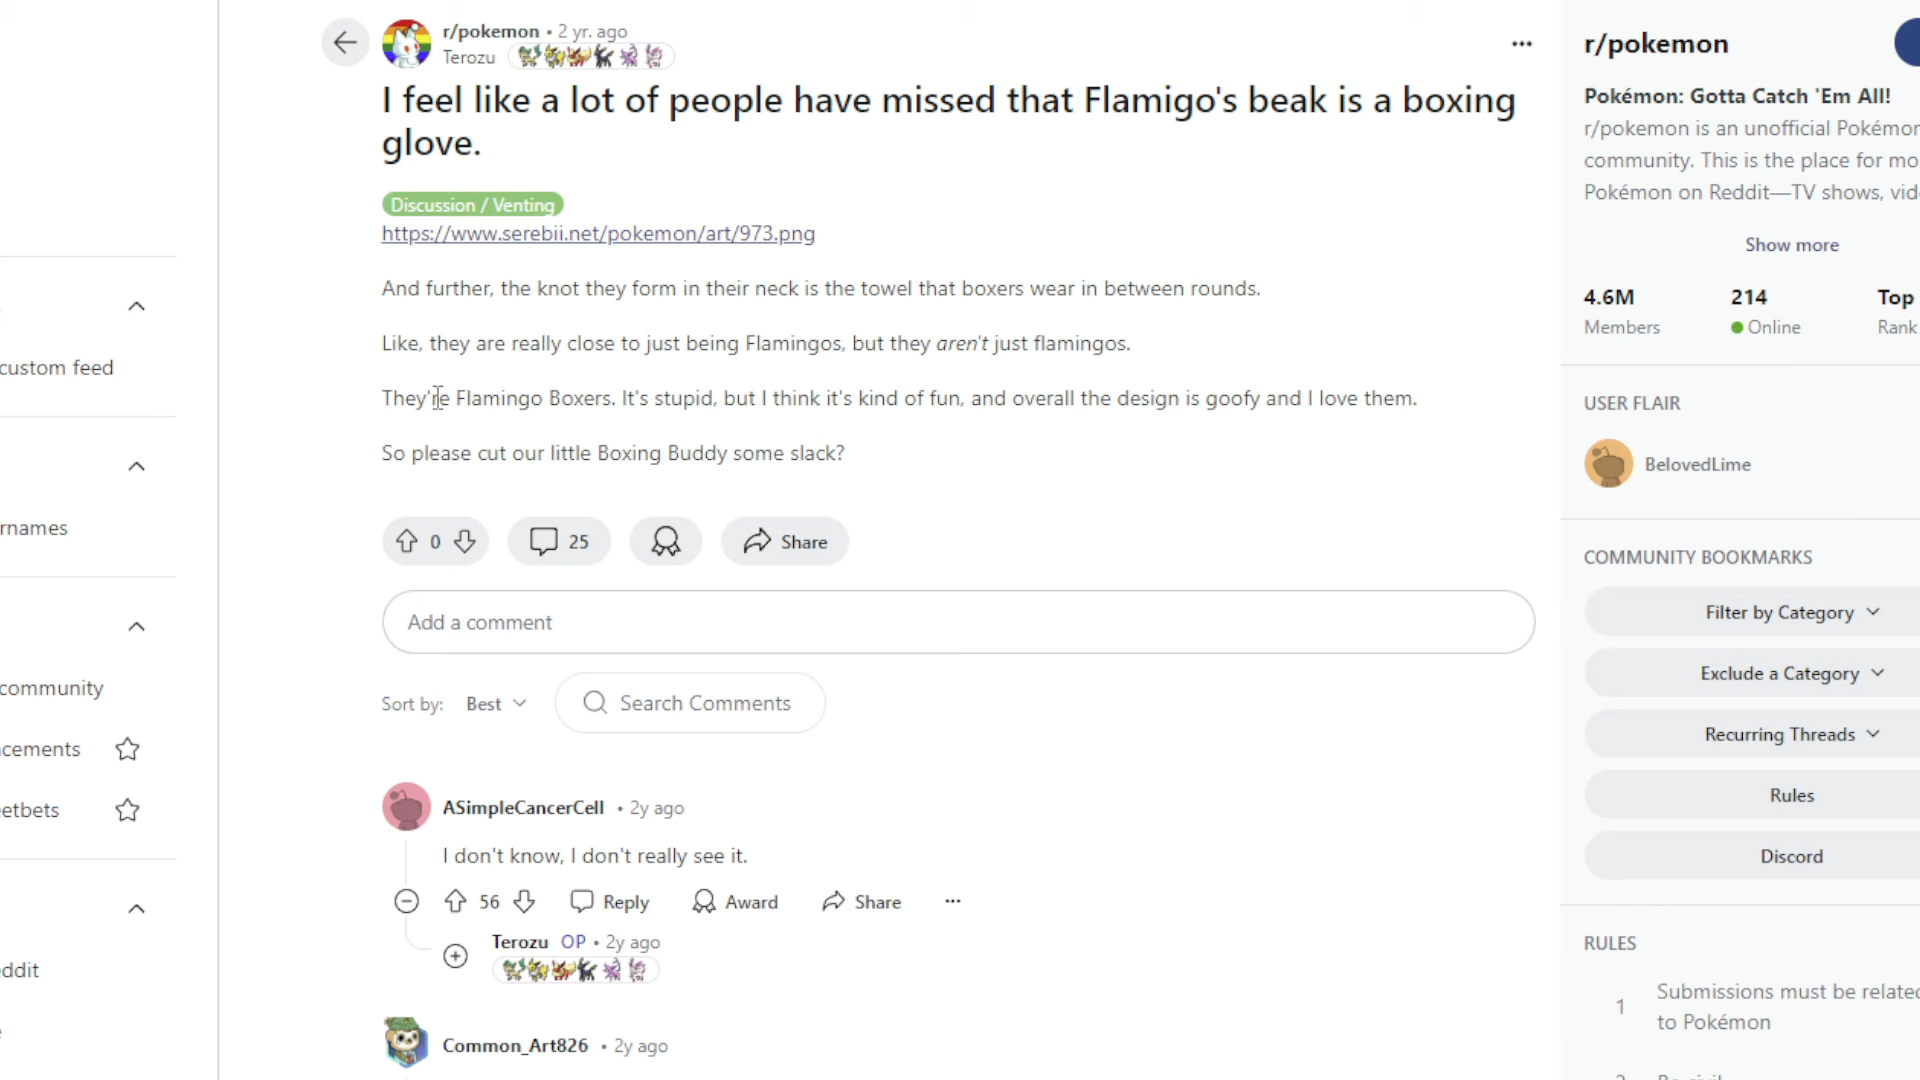 r/pokemon • 2 yr. ago
Terozu
I feel like a lot of people have missed that Flamigo's beak is a boxing
glove.
Discussion / Venting
https://www.serebii.net/pokemon/art/973.png
And further, the knot they form in their neck is the towel that boxers wear in between rounds.
Like, they are really close to just being Flamingos, but they aren't just flamingos.
They're Flamingo Boxers. It's stupid, but I think it's kind of fun, and overall the design is goofy and I love them.
So please cut our little Boxing Buddy some slack?
0
25
Share
Add a comment
Sort by: Best
Search Comments
ASimpleCancerCell • 2y ago
I don't know, I don't really see it.
56
Reply
Award
Share
Terozu OP • 2y ago
Common_Art826 • 2y ago
custom feed
rnames
community
cements
etbets
ddit
r/pokemon
Pokémon: Gotta Catch 'Em All!
r/pokemon is an unofficial Pokémon
community. This is the place for mo
Pokémon on Reddit—TV shows, vid
Show more
4.6M 214 Top
Members Online Rank
USER FLAIR
BelovedLime
COMMUNITY BOOKMARKS
Filter by Category
Exclude a Category
Recurring Threads
Rules
Discord
RULES
1 Submissions must be related
to Pokémon